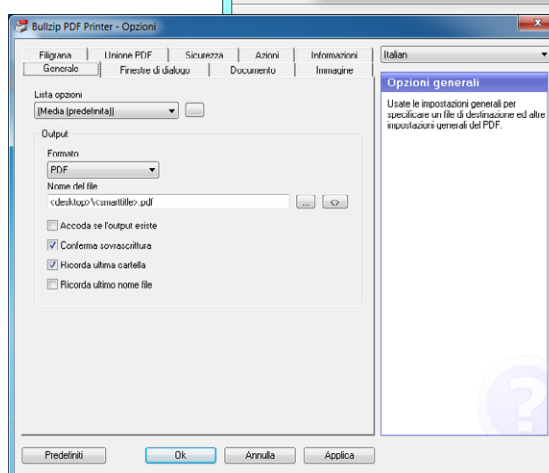 Bullzip PDF Printer - Opzioni
Filigrana Unione PDF Sicurezza Azioni Informazioni
Generale Finestre di dialogo Documento Immagine
Lista opzioni
(Media (predefinita))
...
Output
Formato
PDF
Nome del file
<desktop>\<smarttitle>.pdf
... <>
Accoda se l'output esiste
Conferma sovrascrittura
Ricorda ultima cartella
Ricorda ultimo nome file
Predefiniti Ok Annulla Applica
Italian
Opzioni generali
Usate le impostazioni generali per
specificare un file di destinazione ed altre
impostazioni generali del PDF.
?